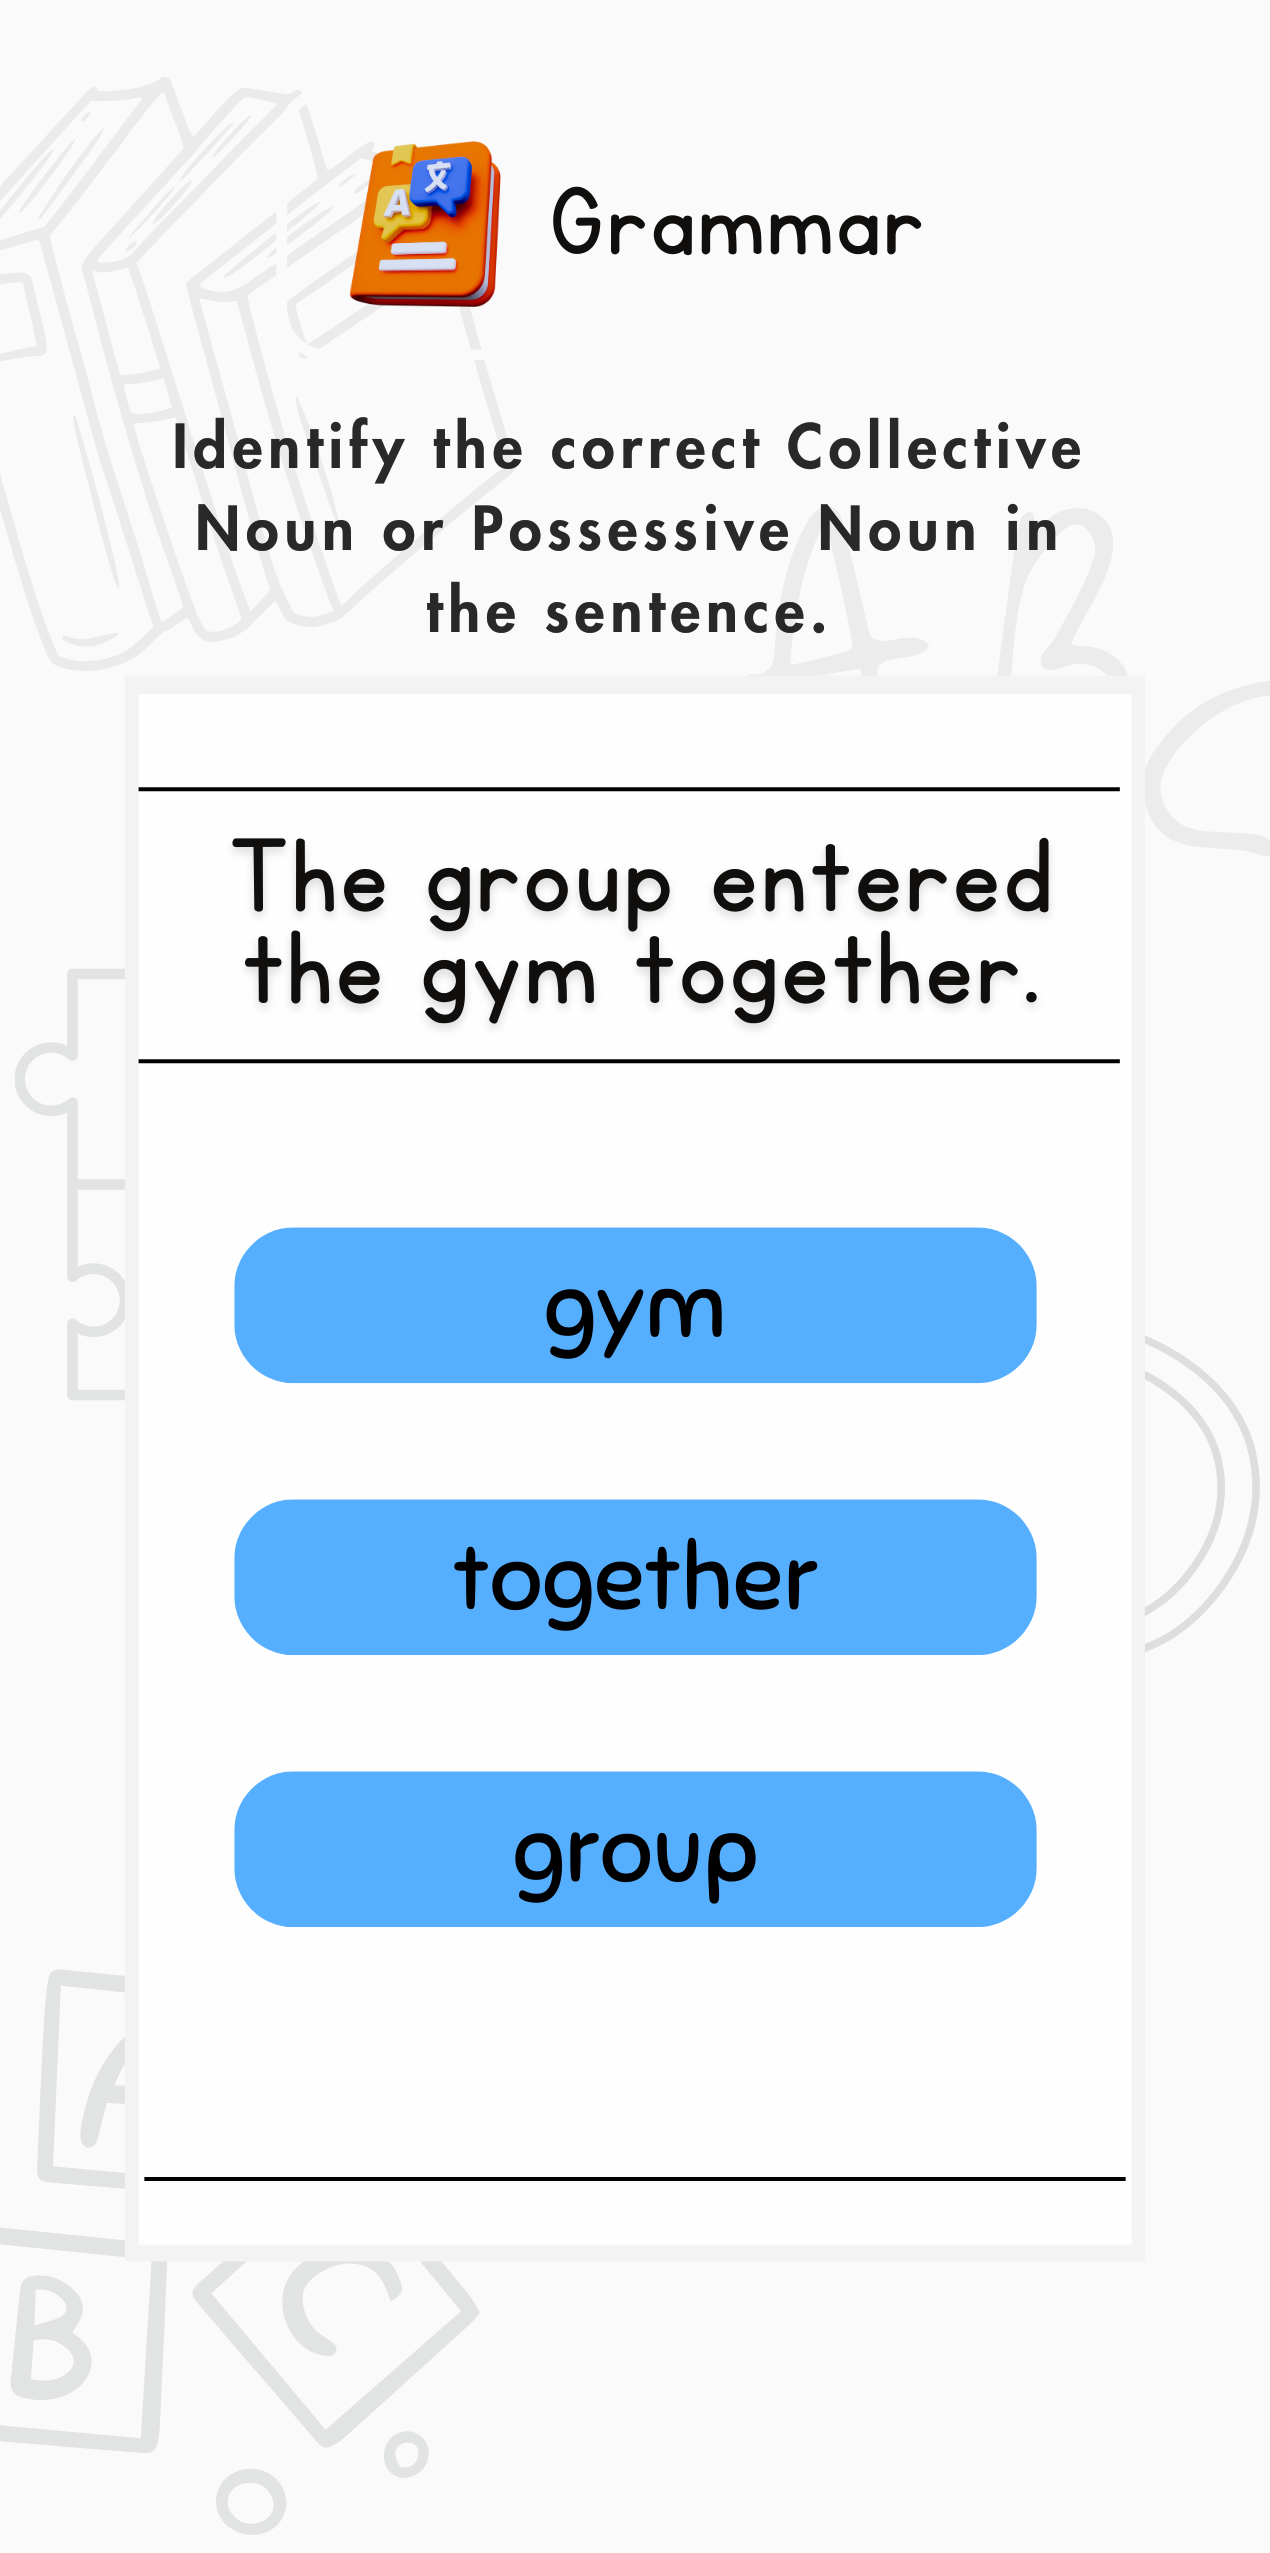 A 文
Grammar
Identify the correct Collective
Noun or Possessive Noun in
the sentence.
A B
The group entered
the gym together.
gym
together
group
A
B
C